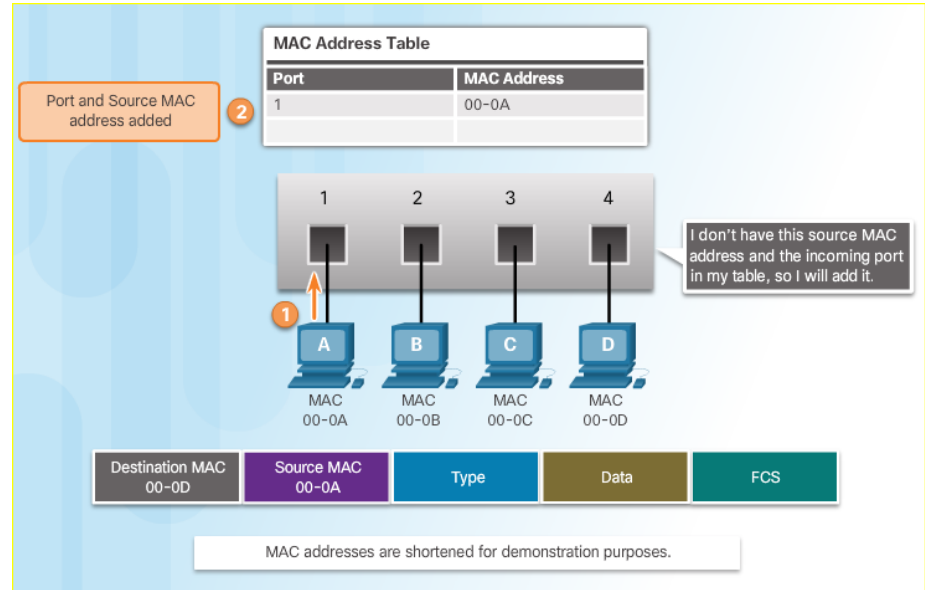 MAC Address Table
Port MAC Address
1 00-0A
Port and Source MAC
address added
2
1 2 3 4
I don't have this source MAC
address and the incoming port
in my table, so I will add it.
1
A B C D
MAC MAC MAC MAC
00-0A 00-0B 00-0C 00-0D
Destination MAC Source MAC Type Data FCS
00-0D 00-0A
MAC addresses are shortened for demonstration purposes.